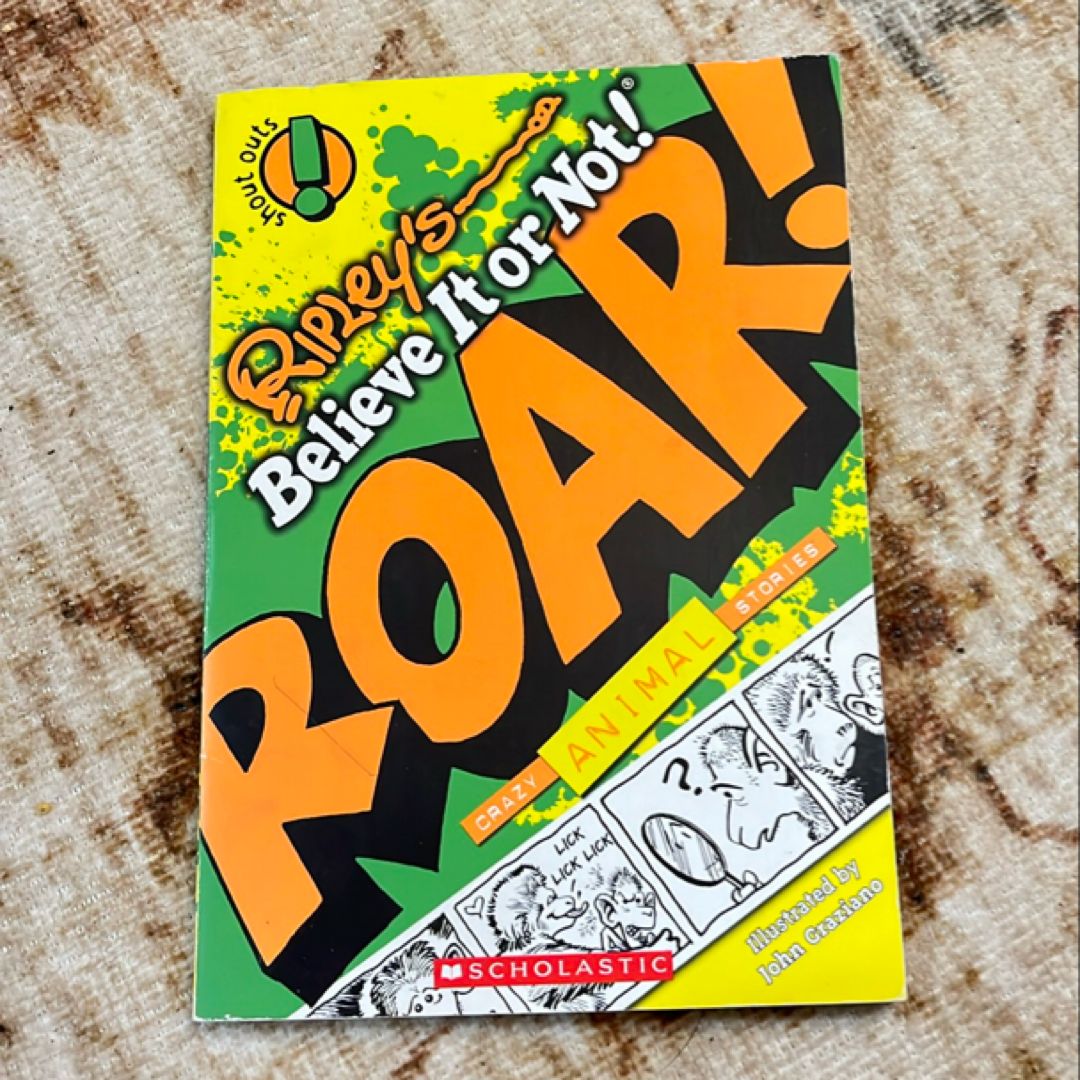 shout outs
RIPLEY'S
Believe It or Not!®
ROAR!
CRAZY ANIMAL STORIES
?
LICK
LICK LICK
Illustrated by
John Graziano
SCHOLASTIC